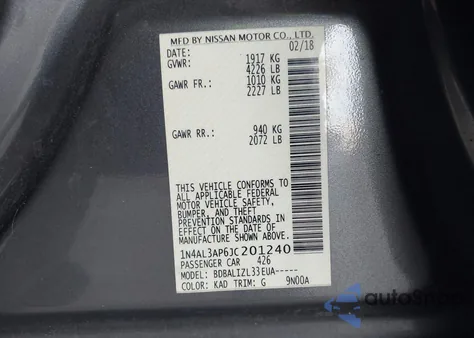 MFD BY NISSAN MOTOR CO., LTD.
DATE: 02/18
GVWR: 1917 KG
4226 LB
GAWR FR.: 1010 KG
2227 LB
GAWR RR.: 940 KG
2072 LB
THIS VEHICLE CONFORMS TO
ALL APPLICABLE FEDERAL
MOTOR VEHICLE SAFETY,
BUMPER, AND THEFT
PREVENTION STANDARDS IN
EFFECT ON THE DATE OF
MANUFACTURE SHOWN ABOVE.
1N4AL3AP6JC201240
PASSENGER CAR 426
MODEL: BDBALIZL33EUA-----
COLOR: KAD TRIM: G 9N00A